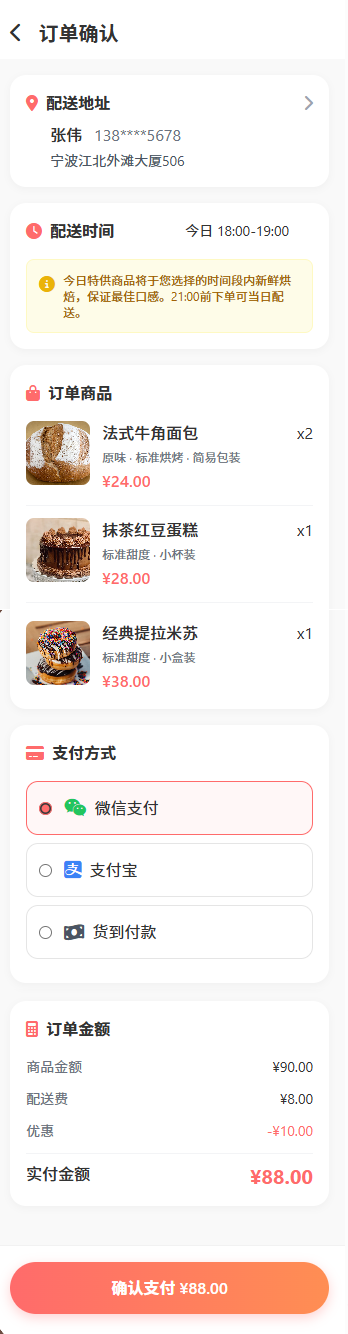 订单确认
配送地址
张伟 138****5678
宁波江北外滩大厦506
配送时间 今日 18:00-19:00
今日特供商品将于您选择的时间段内新鲜烘
焙，保证最佳口感。21:00前下单可当日配
送。
订单商品
法式牛角面包 x2
原味 · 标准烘烤 · 简易包装
¥24.00
抹茶红豆蛋糕 x1
标准甜度 · 小杯装
¥28.00
经典提拉米苏 x1
标准甜度 · 小盒装
¥38.00
支付方式
微信支付
支 支付宝
货到付款
订单金额
商品金额 ¥90.00
配送费 ¥8.00
优惠 -¥10.00
实付金额 ¥88.00
确认支付 ¥88.00